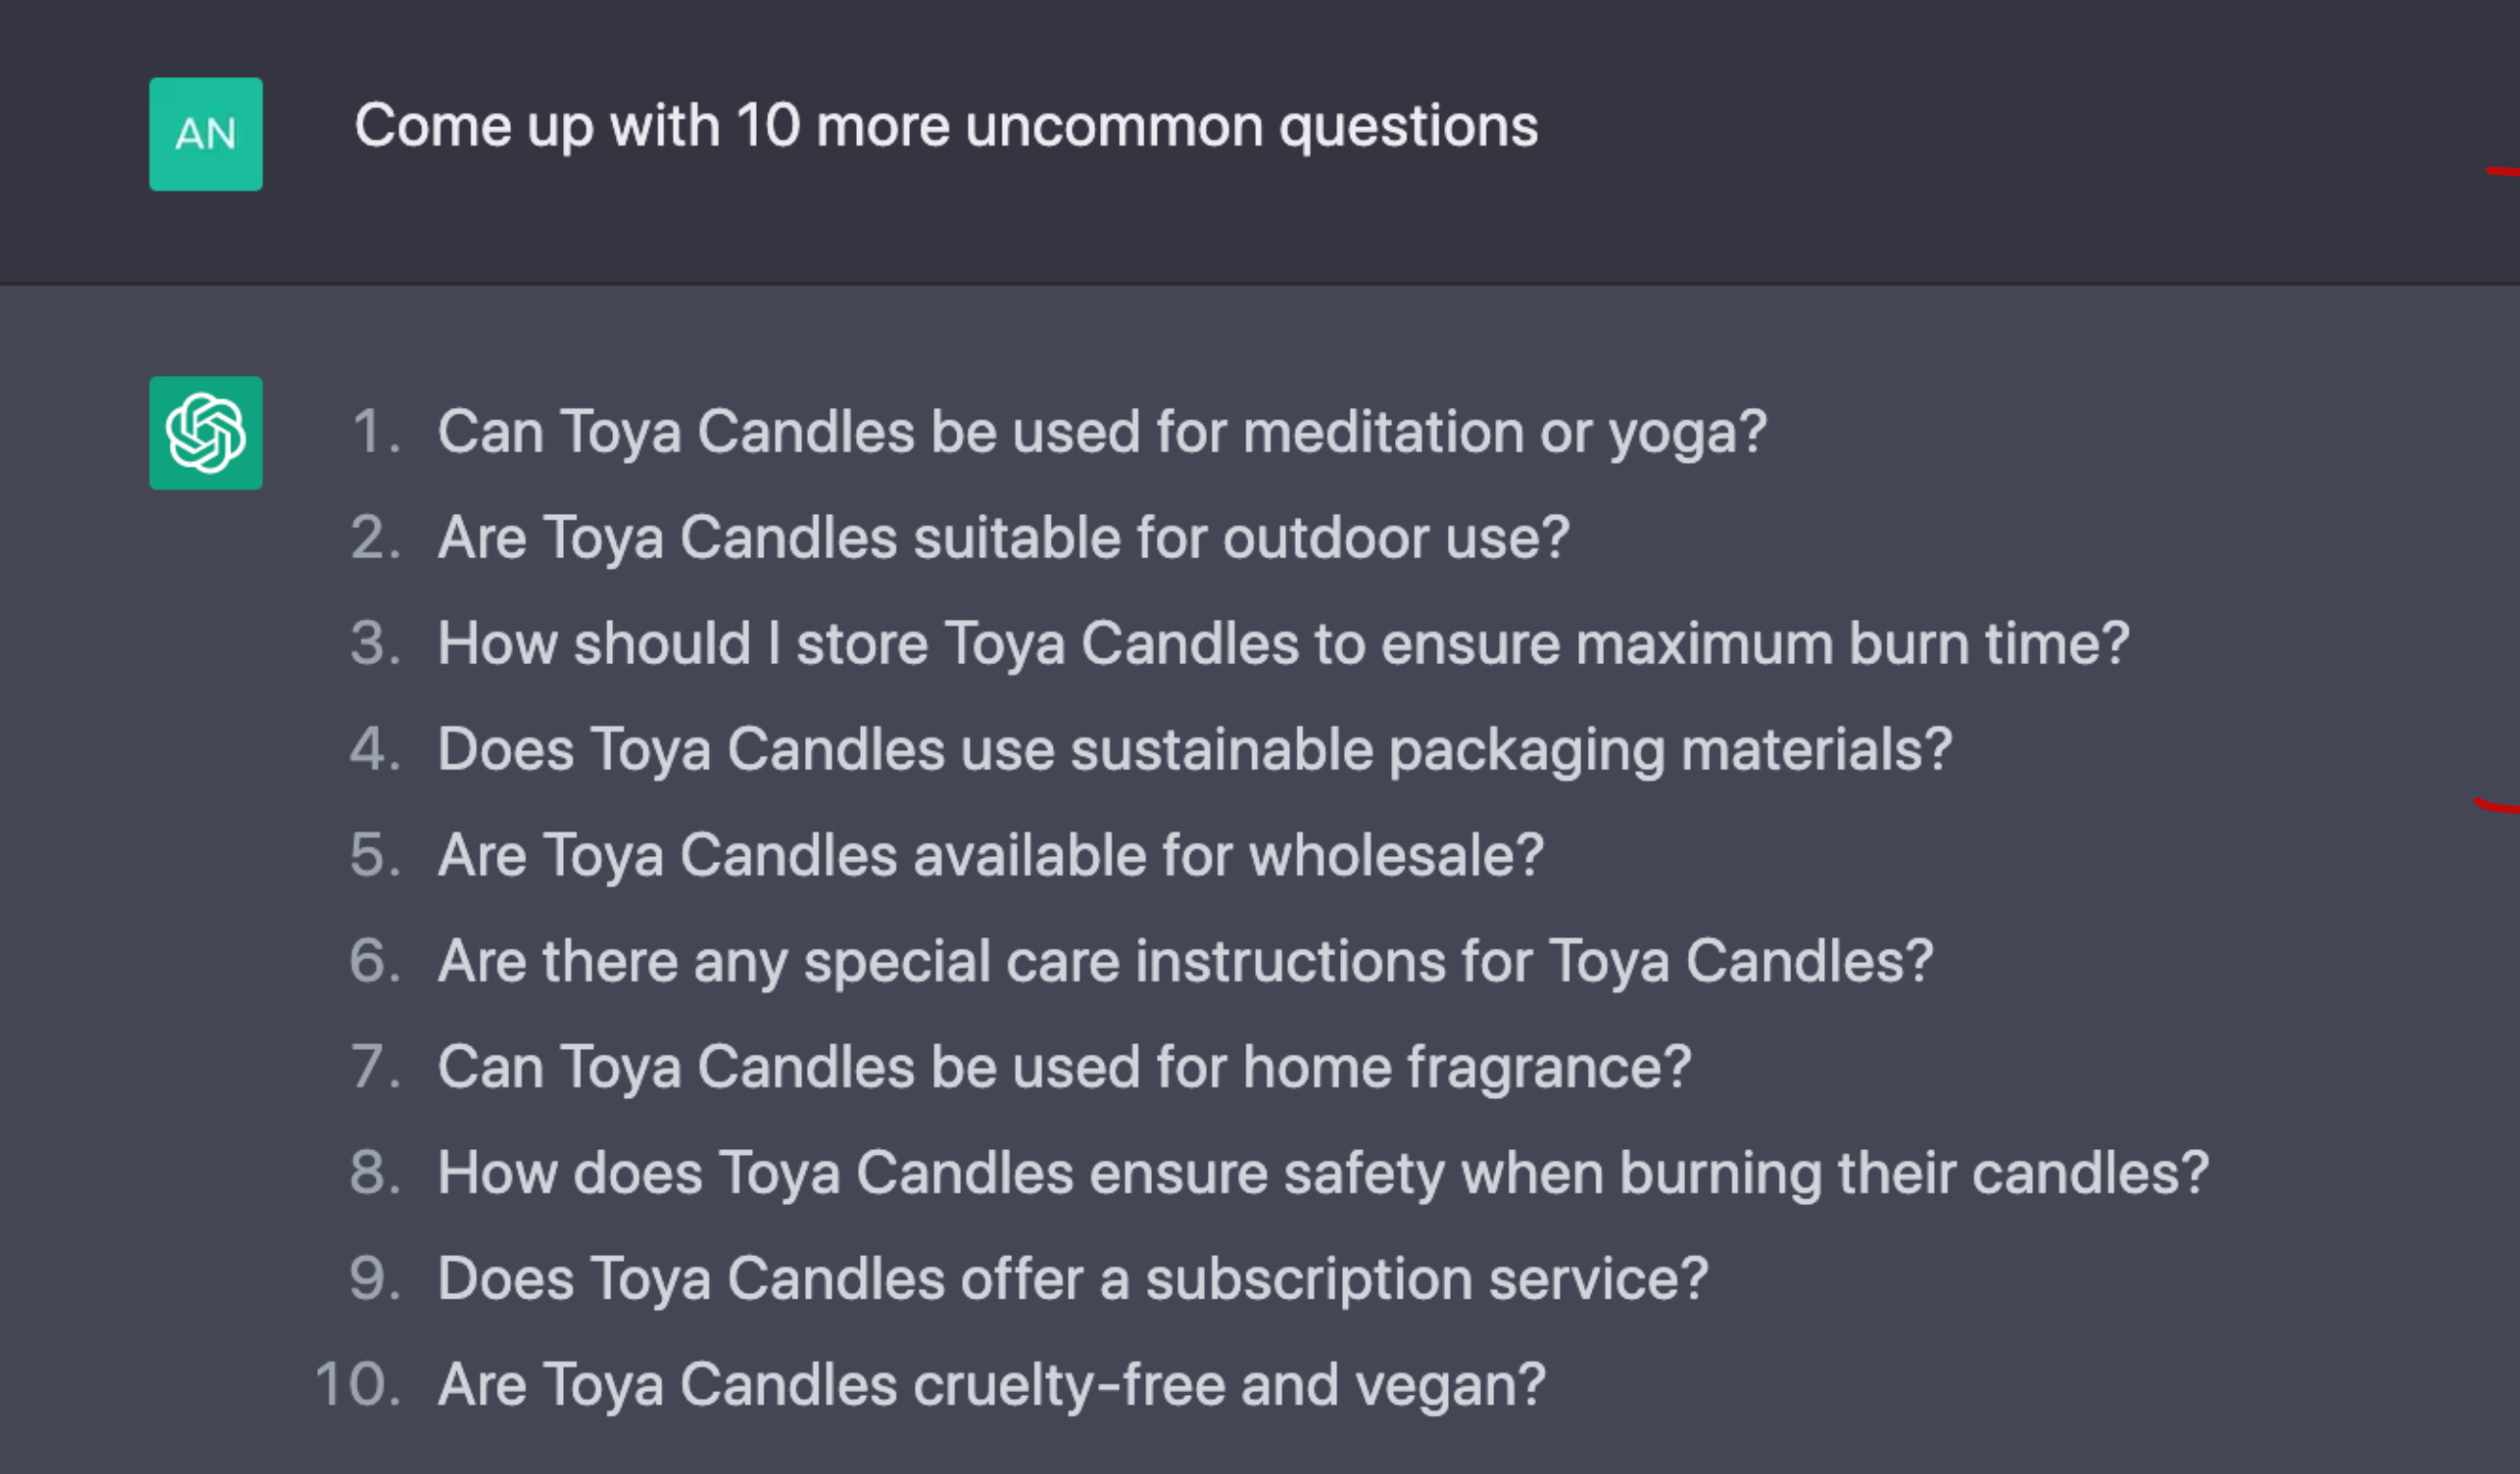 AN
Come up with 10 more uncommon questions
1. Can Toya Candles be used for meditation or yoga?
2. Are Toya Candles suitable for outdoor use?
3. How should I store Toya Candles to ensure maximum burn time?
4. Does Toya Candles use sustainable packaging materials?
5. Are Toya Candles available for wholesale?
6. Are there any special care instructions for Toya Candles?
7. Can Toya Candles be used for home fragrance?
8. How does Toya Candles ensure safety when burning their candles?
9. Does Toya Candles offer a subscription service?
10. Are Toya Candles cruelty-free and vegan?